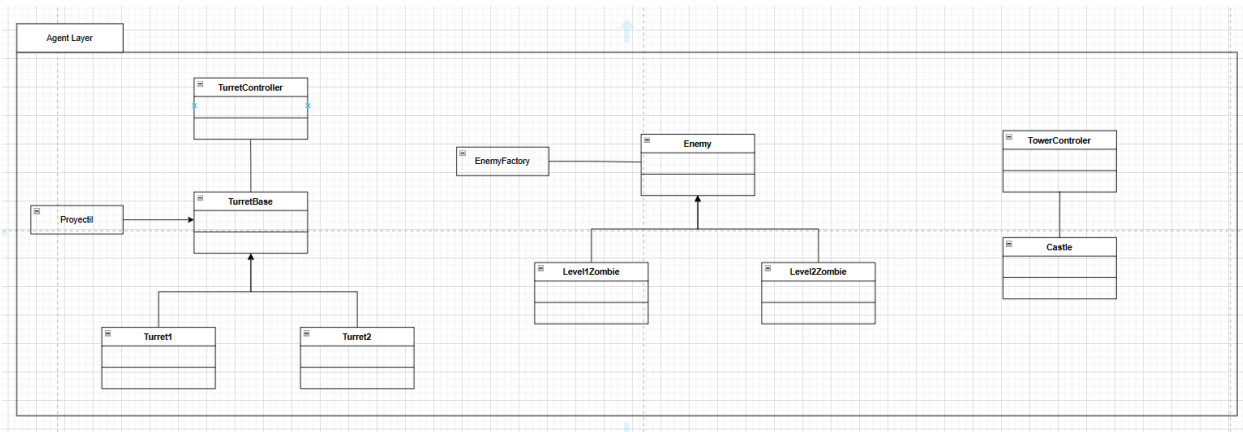 Agent Layer
TurretController
EnemyFactory
Enemy
TowerControler
Proyectil
TurretBase
Castle
Level1Zombie
Level2Zombie
Turret1
Turret2